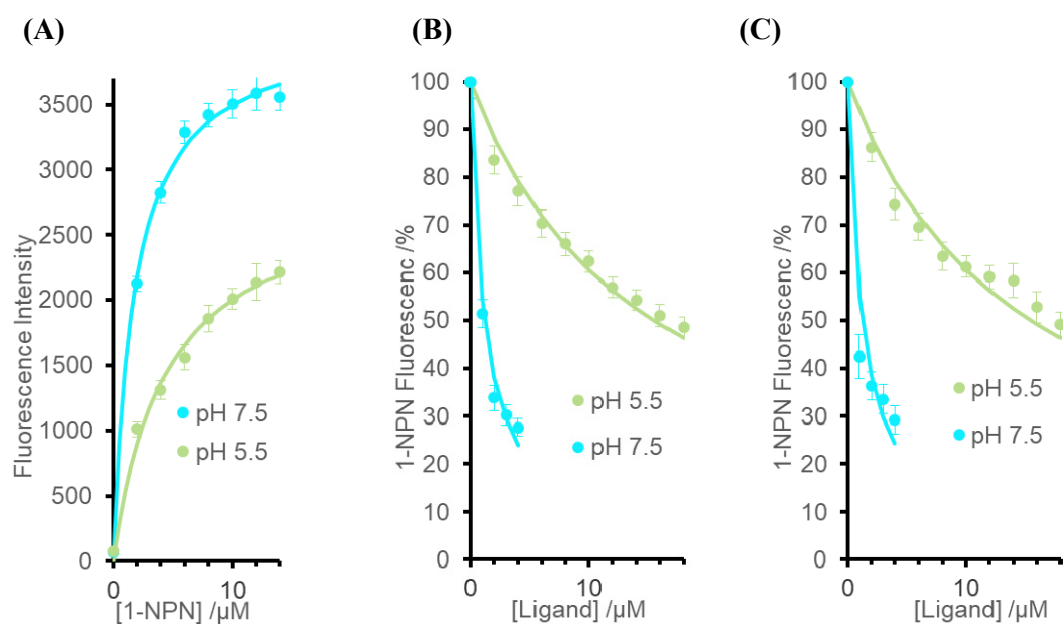 (A)
(B)
(C)
Fluorescence Intensity
3500
3000
2500
2000
1500
1000
500
0
0
10
[1-NPN] /µM
pH 7.5
pH 5.5
1-NPN Fluorescenc /%
100
90
80
70
60
50
40
30
20
10
0
0
10
[Ligand] /µM
pH 5.5
pH 7.5
1-NPN Fluorescenc /%
100
90
80
70
60
50
40
30
20
10
0
0
10
[Ligand] /µM
pH 5.5
pH 7.5